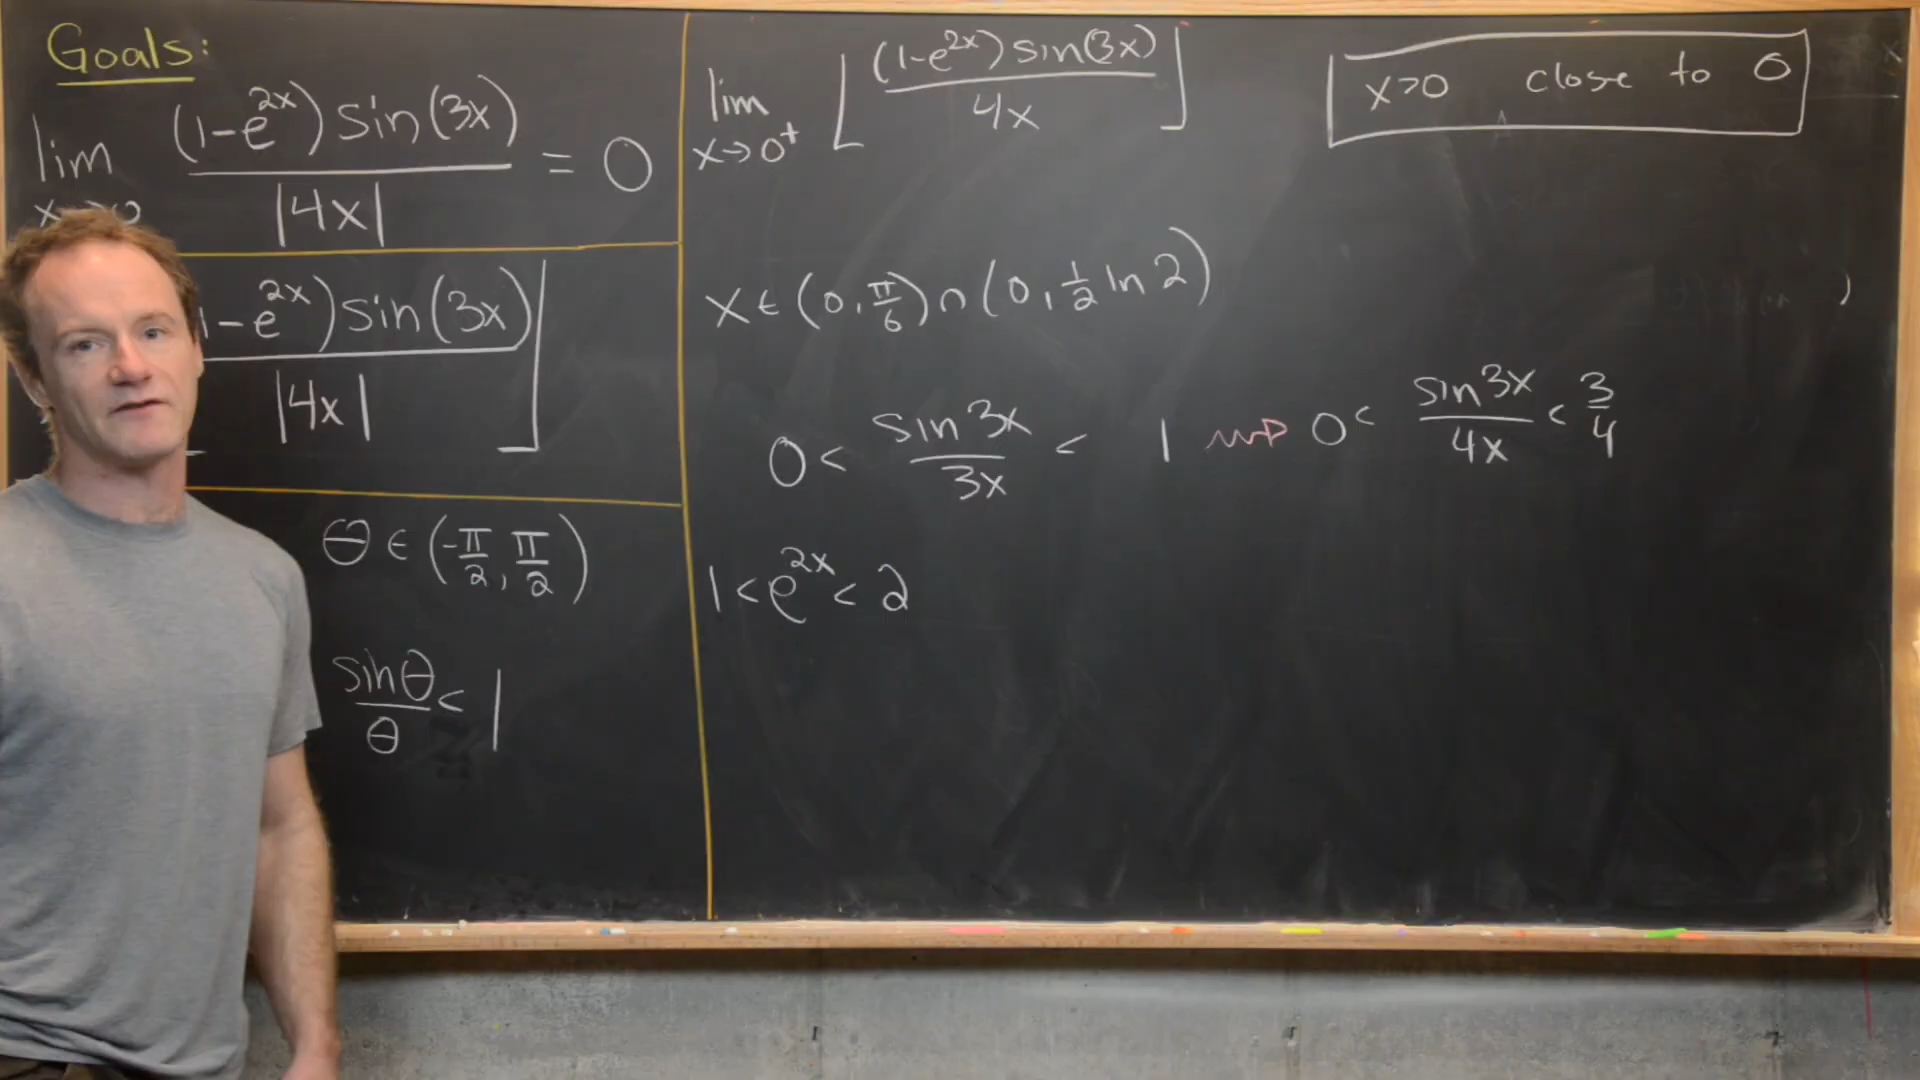 Goals:
lim x→0 (1-e^{2x}) sin(3x) / |4x| = 0
1-e^{2x}) sin(3x) / |4x| ⌋
θ ∈ (-π/2, π/2)
sinθ/θ < 1
lim x→0⁺ ⌊ (1-e^{2x}) sin(3x) / 4x ⌋
x>0 close to 0
x ∈ (0, π/6) ∩ (0, 1/2 ln 2)
0 < sin 3x / 3x < 1 ⇝ 0 < sin 3x / 4x < 3/4
1 < e^{2x} < 2